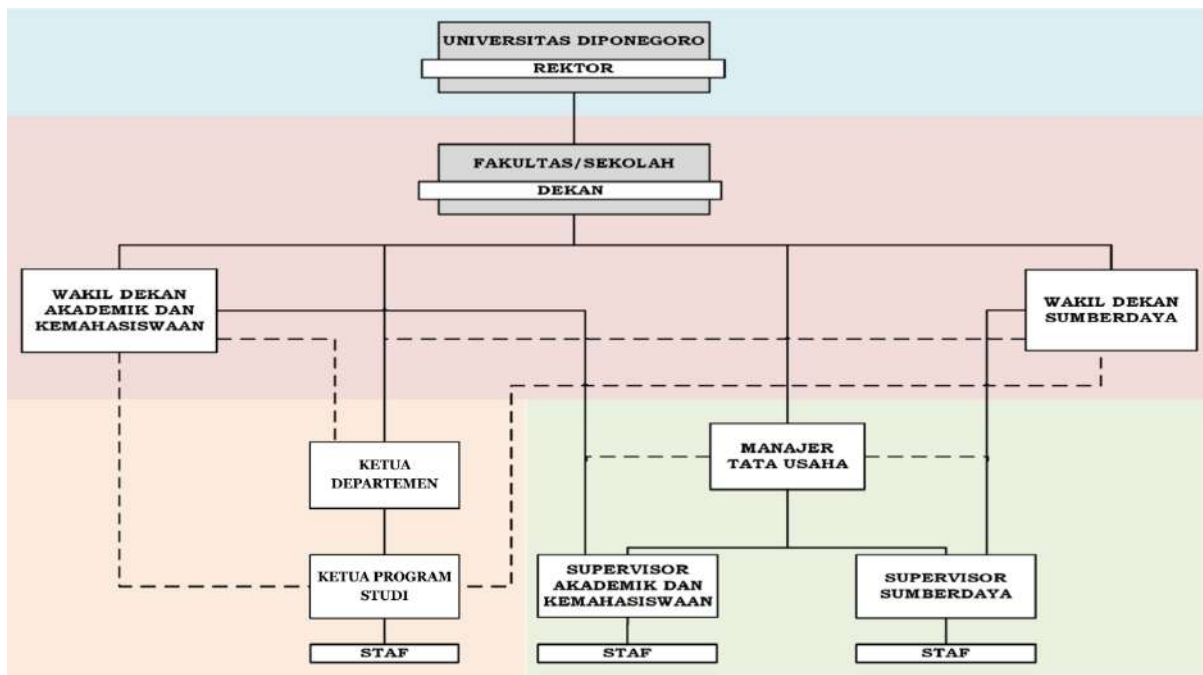 UNIVERSITAS DIPONEGORO
REKTOR
FAKULTAS/SEKOLAH
DEKAN
WAKIL DEKAN
AKADEMIK DAN
KEMAHASISWAAN
WAKIL DEKAN
SUMBERDAYA
KETUA
DEPARTEMEN
MANAJER
TATA USAHA
KETUA PROGRAM
STUDI
SUPERVISOR
AKADEMIK DAN
KEMAHASISWAAN
SUPERVISOR
SUMBERDAYA
STAF
STAF
STAF